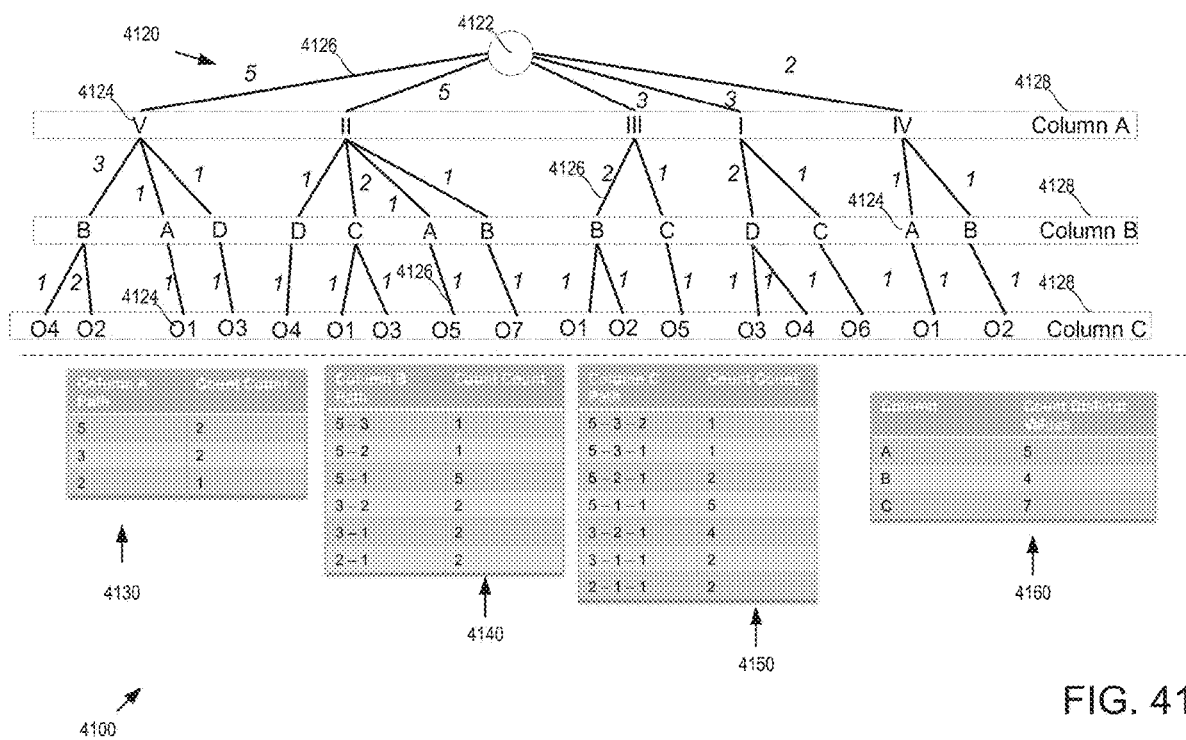 4122
4120
4126
5
5
3
3
2
4124
4128
V II III I IV Column A
3 1 1 1 2 1 1 4126 2 1 2 1 1 1
4128
4124
B A D D C A B B C D C A B Column B
1 2 1 1 1 1 1 1 1 1 1 1 1 1 1 1 1 1
4124
4126
4128
O4 O2 O1 O3 O4 O1 O3 O5 O7 O1 O2 O5 O3 O4 O6 O1 O2 Column C
Column A
Path
5 2
3 2
2 1
4130
Column B
Path
5 – 3 1
5 – 2 1
5 – 1 5
3 – 2 2
3 – 1 2
2 – 1 2
4140
5 – 3 – 2 1
5 – 3 – 1 1
5 – 2 – 1 2
5 – 1 – 1 5
3 – 2 – 1 4
3 – 1 – 1 2
2 – 1 – 1 2
4150
A 5
B 4
C 7
4160
4100
FIG. 41